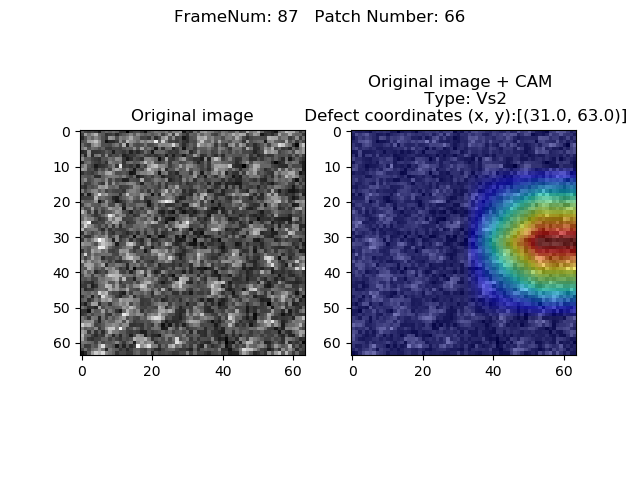 FrameNum: 87   Patch Number: 66
Original image
Original image + CAM
Type: Vs2
Defect coordinates (x, y):[(31.0, 63.0)]
0
10
20
30
40
50
60
0 20 40 60
0
10
20
30
40
50
60
0 20 40 60